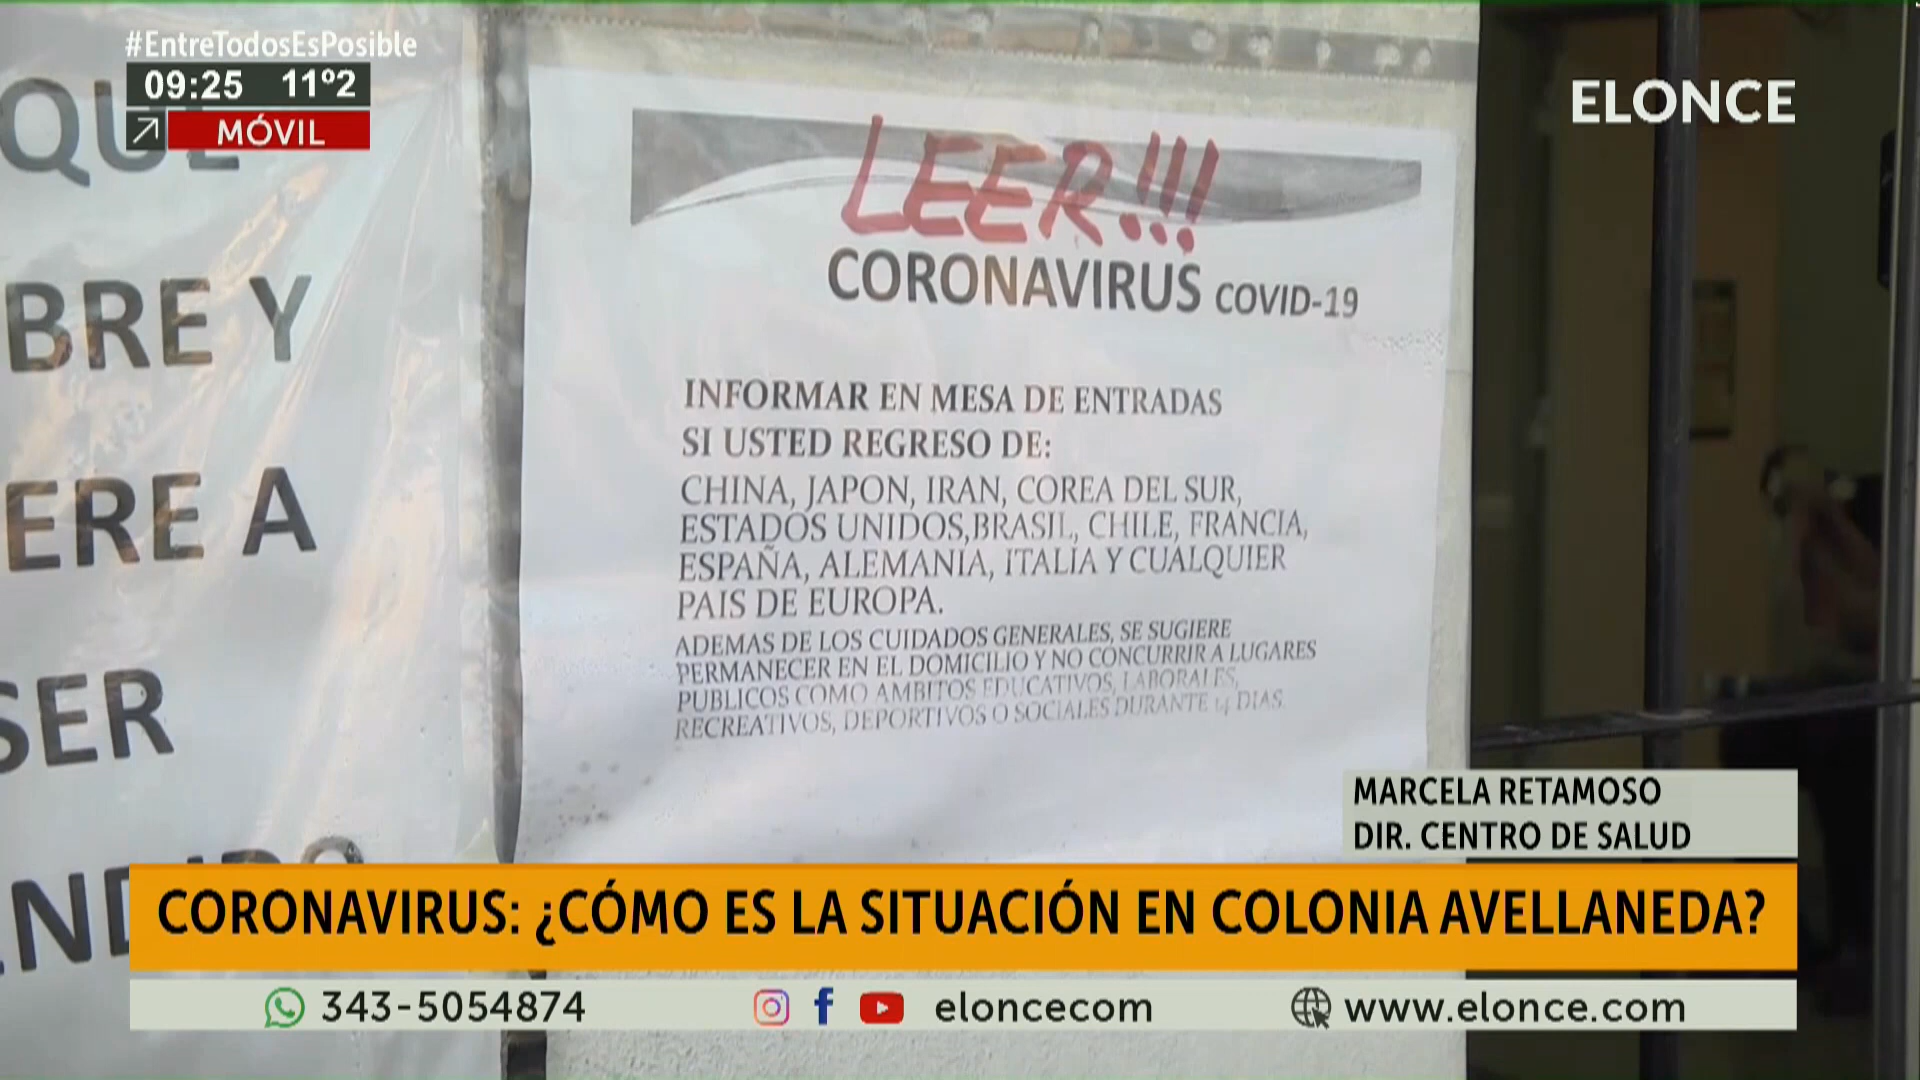 #EntreTodosEsPosible
09:25 11º2
MÓVIL
ELONCE
QUE
BRE Y
ERE A
SER
LEER!!!
CORONAVIRUS COVID-19
INFORMAR EN MESA DE ENTRADAS
SI USTED REGRESO DE:
CHINA, JAPON, IRAN, COREA DEL SUR,
ESTADOS UNIDOS,BRASIL, CHILE, FRANCIA,
ESPAÑA, ALEMANIA, ITALIA Y CUALQUIER
PAIS DE EUROPA.
ADEMAS DE LOS CUIDADOS GENERALES, SE SUGIERE
PERMANECER EN EL DOMICILIO Y NO CONCURRIR A LUGARES
PUBLICOS COMO AMBITOS EDUCATIVOS, LABORALES,
RECREATIVOS, DEPORTIVOS O SOCIALES DURANTE 14 DIAS.
MARCELA RETAMOSO
DIR. CENTRO DE SALUD
CORONAVIRUS: ¿CÓMO ES LA SITUACIÓN EN COLONIA AVELLANEDA?
343-5054874 eloncecom www.elonce.com